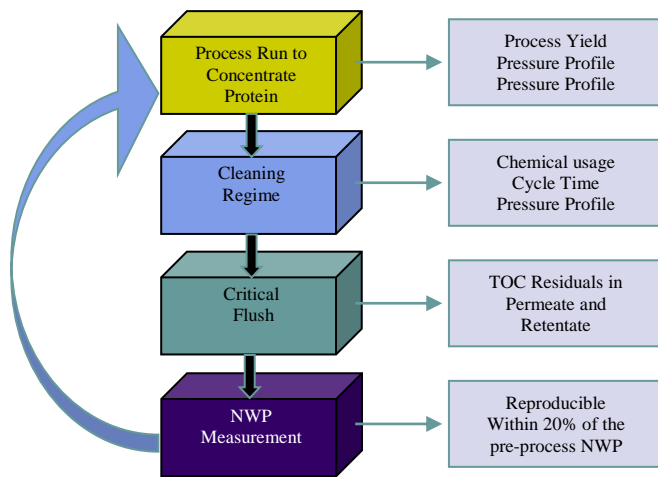 Process Run to
Concentrate
Protein
Process Yield
Pressure Profile
Pressure Profile
Cleaning
Regime
Chemical usage
Cycle Time
Pressure Profile
Critical
Flush
TOC Residuals in
Permeate and
Retentate
NWP
Measurement
Reproducible
Within 20% of the
pre-process NWP